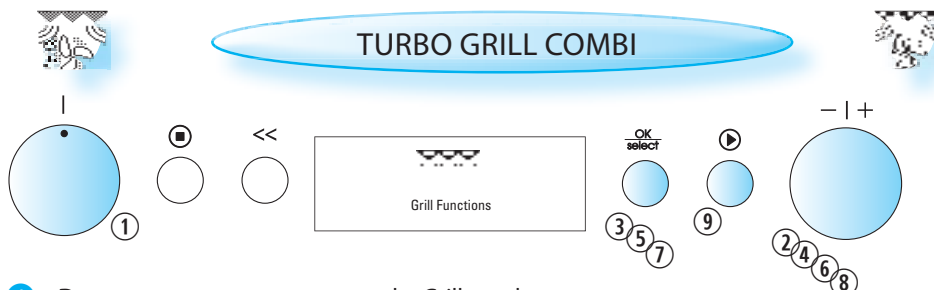 TURBO GRILL COMBI
<<
OK
select
- | +
Grill Functions
1
3 5 7
9
2 4 6 8